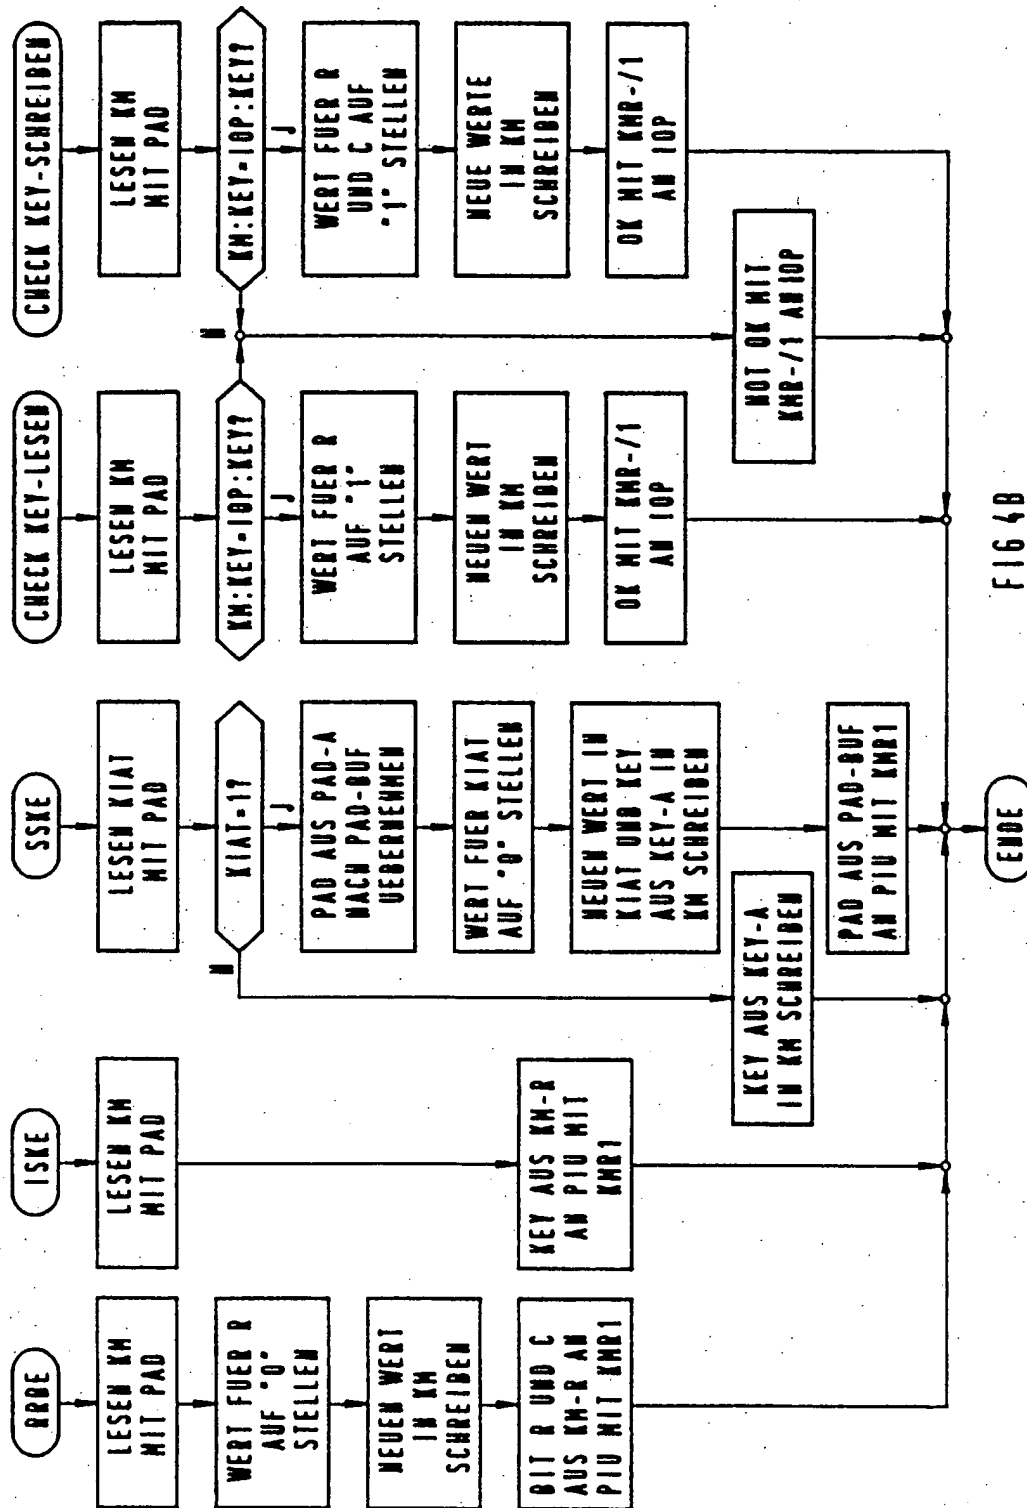 RRBE
LESEN KM
MIT PAD
WERT FUER R
AUF "0"
STELLEN
NEUEN WERT
IN KM
SCHREIBEN
BIT R UND C
AUS KM-R AN
PIU MIT KMR1
ISKE
LESEN KM
MIT PAD
KEY AUS KM-R
AN PIU MIT
KMR1
SSKE
LESEN KIAT
MIT PAD
KIAT=1?
N
J
PAD AUS PAD-A
NACH PAD-BUF
UEBERNEHMEN
WERT FUER KIAT
AUF "0" STELLEN
NEUEN WERT IN
KIAT UND KEY
AUS KEY-A IN
KM SCHREIBEN
KEY AUS KEY-A
IN KM SCHREIBEN
PAD AUS PAD-BUF
AN PIU MIT KMR1
CHECK KEY-LESEN
LESEN KM
MIT PAD
KM:KEY=IOP:KEY?
J
WERT FUER R
AUF "1"
STELLEN
NEUEN WERT
IN KM
SCHREIBEN
OK MIT KMR-/1
AN IOP
N
NOT OK MIT
KMR-/1 AN IOP
CHECK KEY-SCHREIBEN
LESEN KM
MIT PAD
KM:KEY=IOP:KEY?
J
WERT FUER R
UND C AUF
"1" STELLEN
NEUE WERTE
IN KM
SCHREIBEN
OK MIT KMR-/1
AN IOP
ENDE
FIG 4B